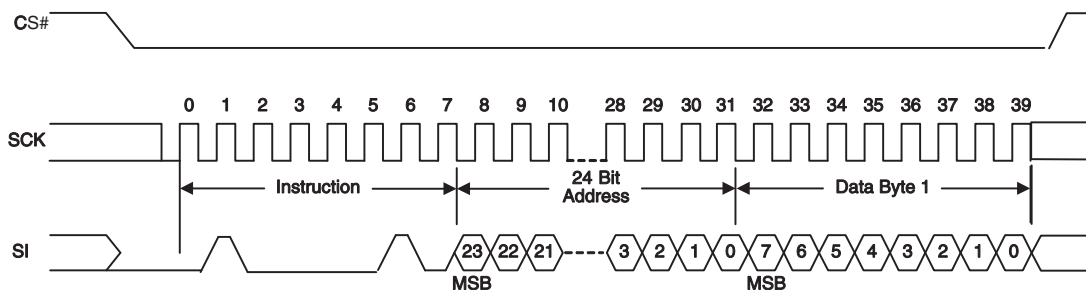 CS#
0 1 2 3 4 5 6 7 8 9 10 28 29 30 31 32 33 34 35 36 37 38 39
SCK
Instruction
24 Bit
Address
Data Byte 1
SI
23 22 21 3 2 1 0 7 6 5 4 3 2 1 0
MSB MSB